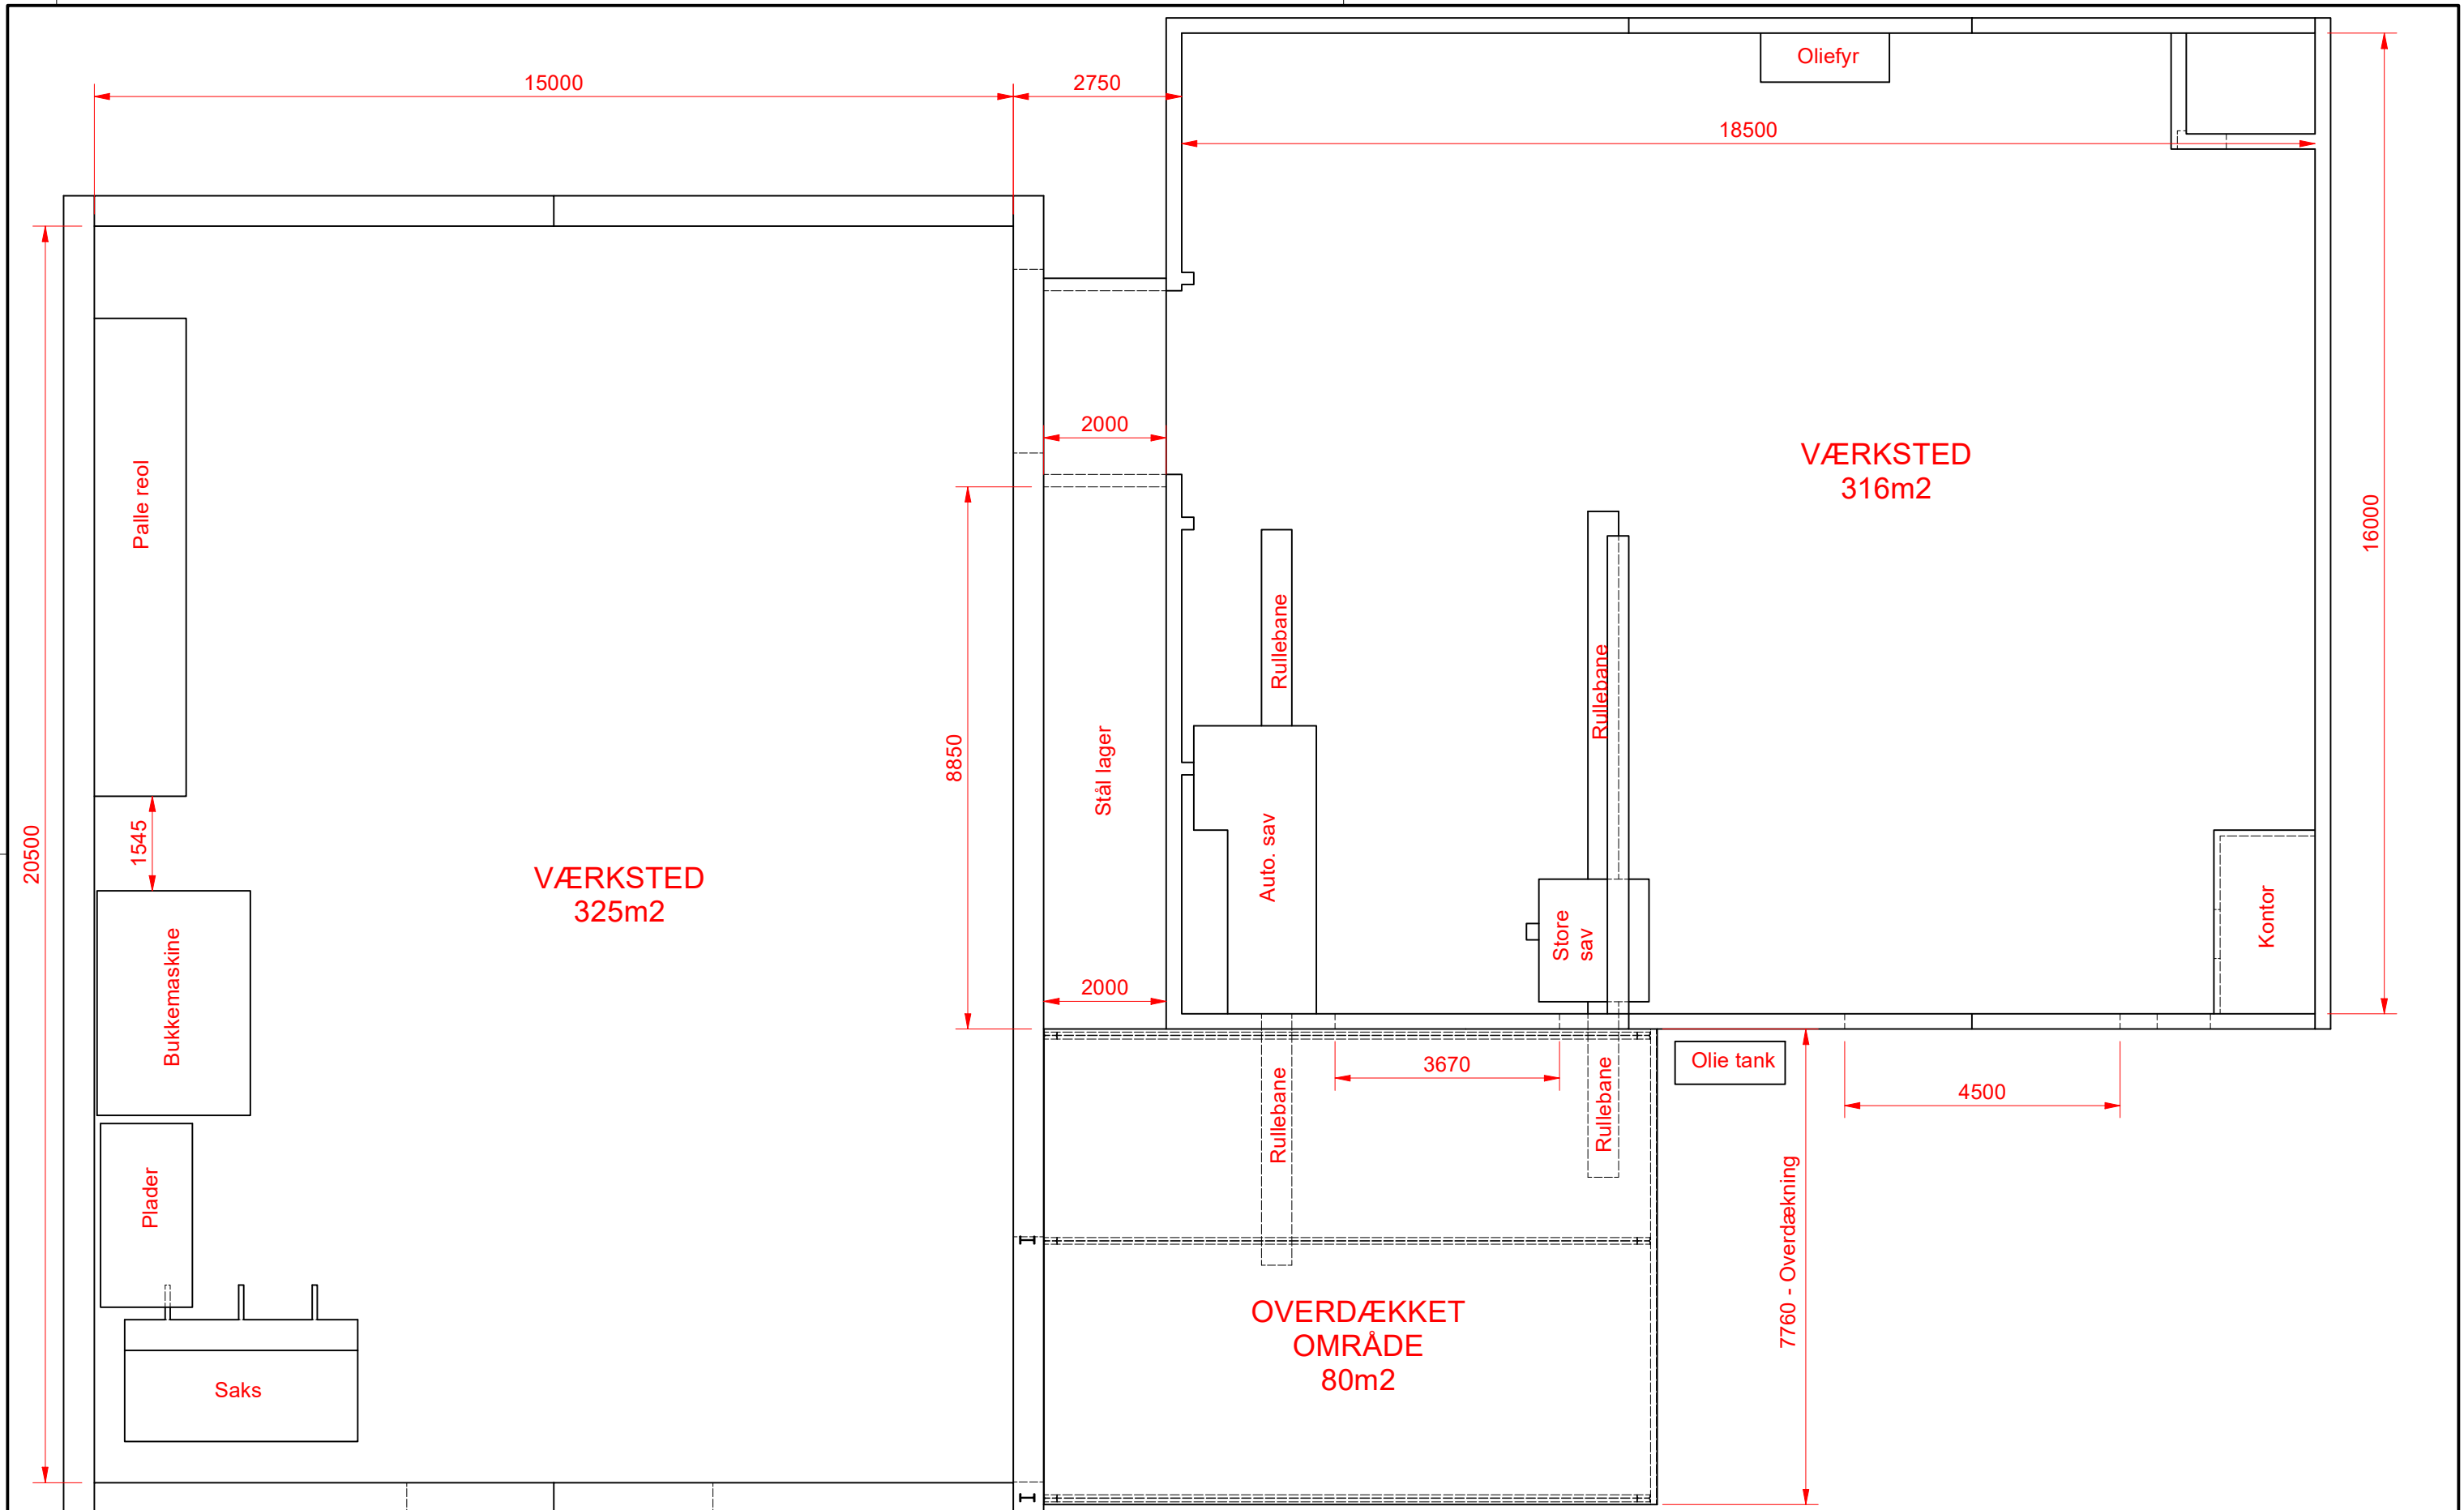 15000
2750
Oliefyr
18500
2000
VÆRKSTED
316m2
16000
Palle reol
Rullebane
Rullebane
8850
Stål lager
1545
20500
VÆRKSTED
325m2
Auto. sav
Store
sav
Kontor
Bukkemaskine
2000
3670
Olie tank
4500
Rullebane
Rullebane
Plader
7760 - Overdækning
OVERDÆKKET
OMRÅDE
80m2
Saks